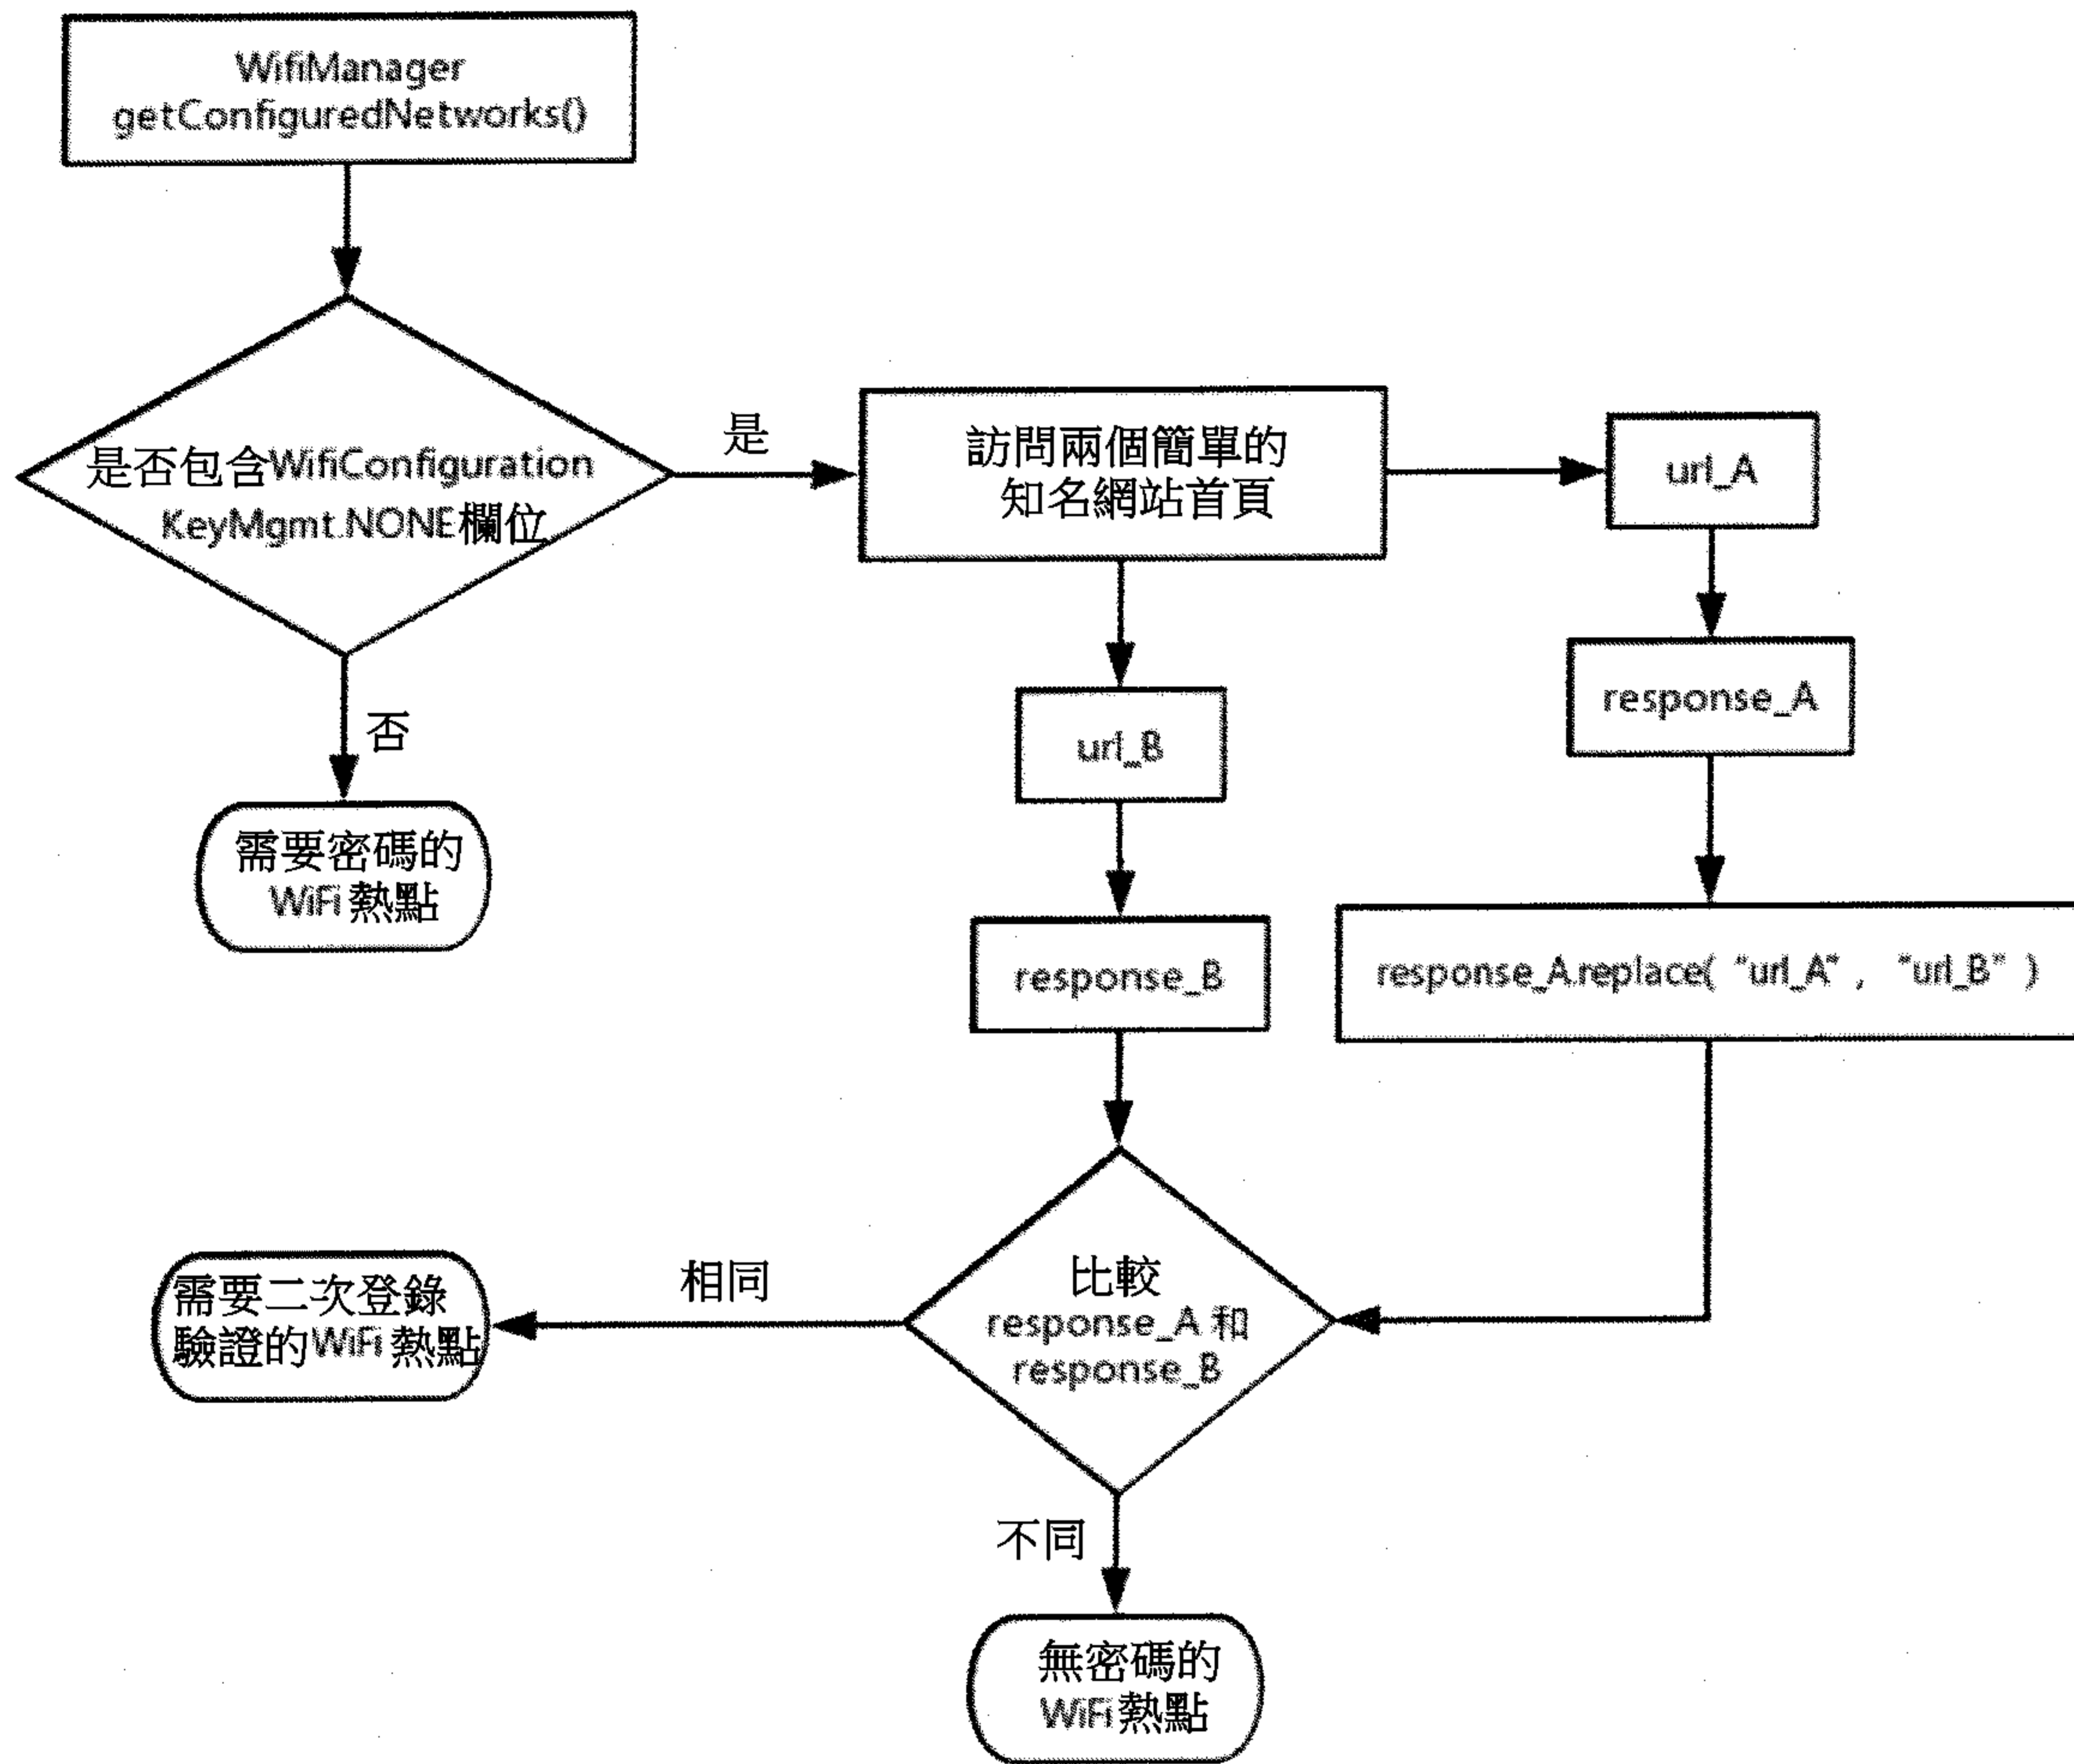 WifiManager
getConfiguredNetworks()
是否包含WifiConfiguration
KeyMgmt.NONE欄位
是
訪問兩個簡單的
知名網站首頁
url_A
response_A
否
url_B
需要密碼的
WiFi 熱點
response_B
response_A.replace( “url_A” , “url_B” )
比較
response_A 和
response_B
相同
需要二次登錄
驗證的WiFi 熱點
不同
無密碼的
WiFi 熱點